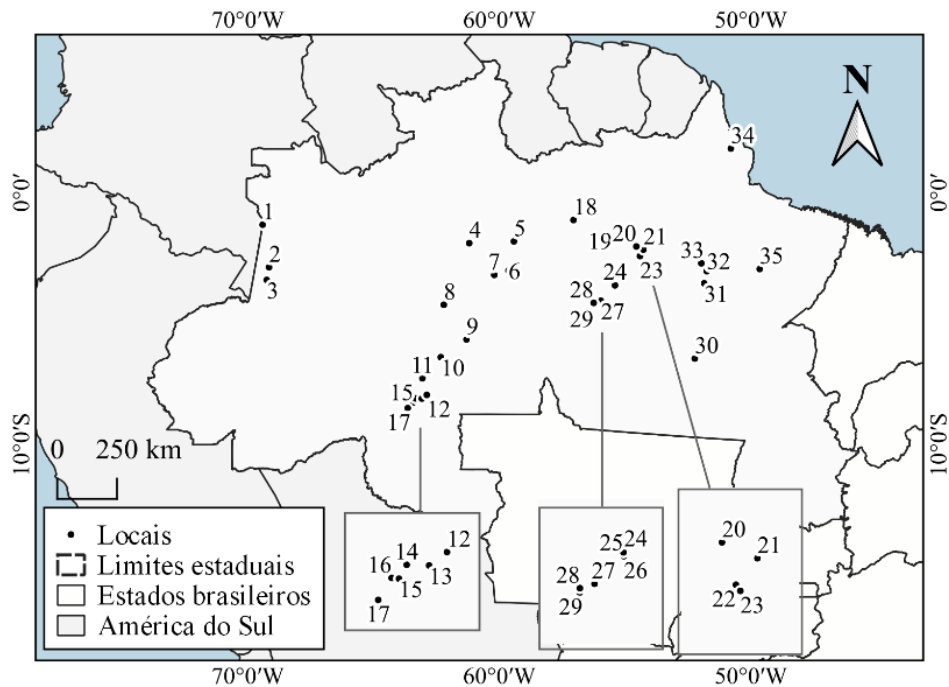 70°0′W 60°0′W 50°0′W
N
34
0°0′ 0°0′
1
18
4 5
19 20 21
2
7 6
33 32 35
23
3
24
28
31
8
29 27
9
30
11 10
15
12
17
10°0′S 10°0′S
0 250 km
Locais
Limites estaduais
Estados brasileiros
América do Sul
12
14
16 13
15
17
25 24
26
28 27
29
20
21
22 23
70°0′W 60°0′W 50°0′W